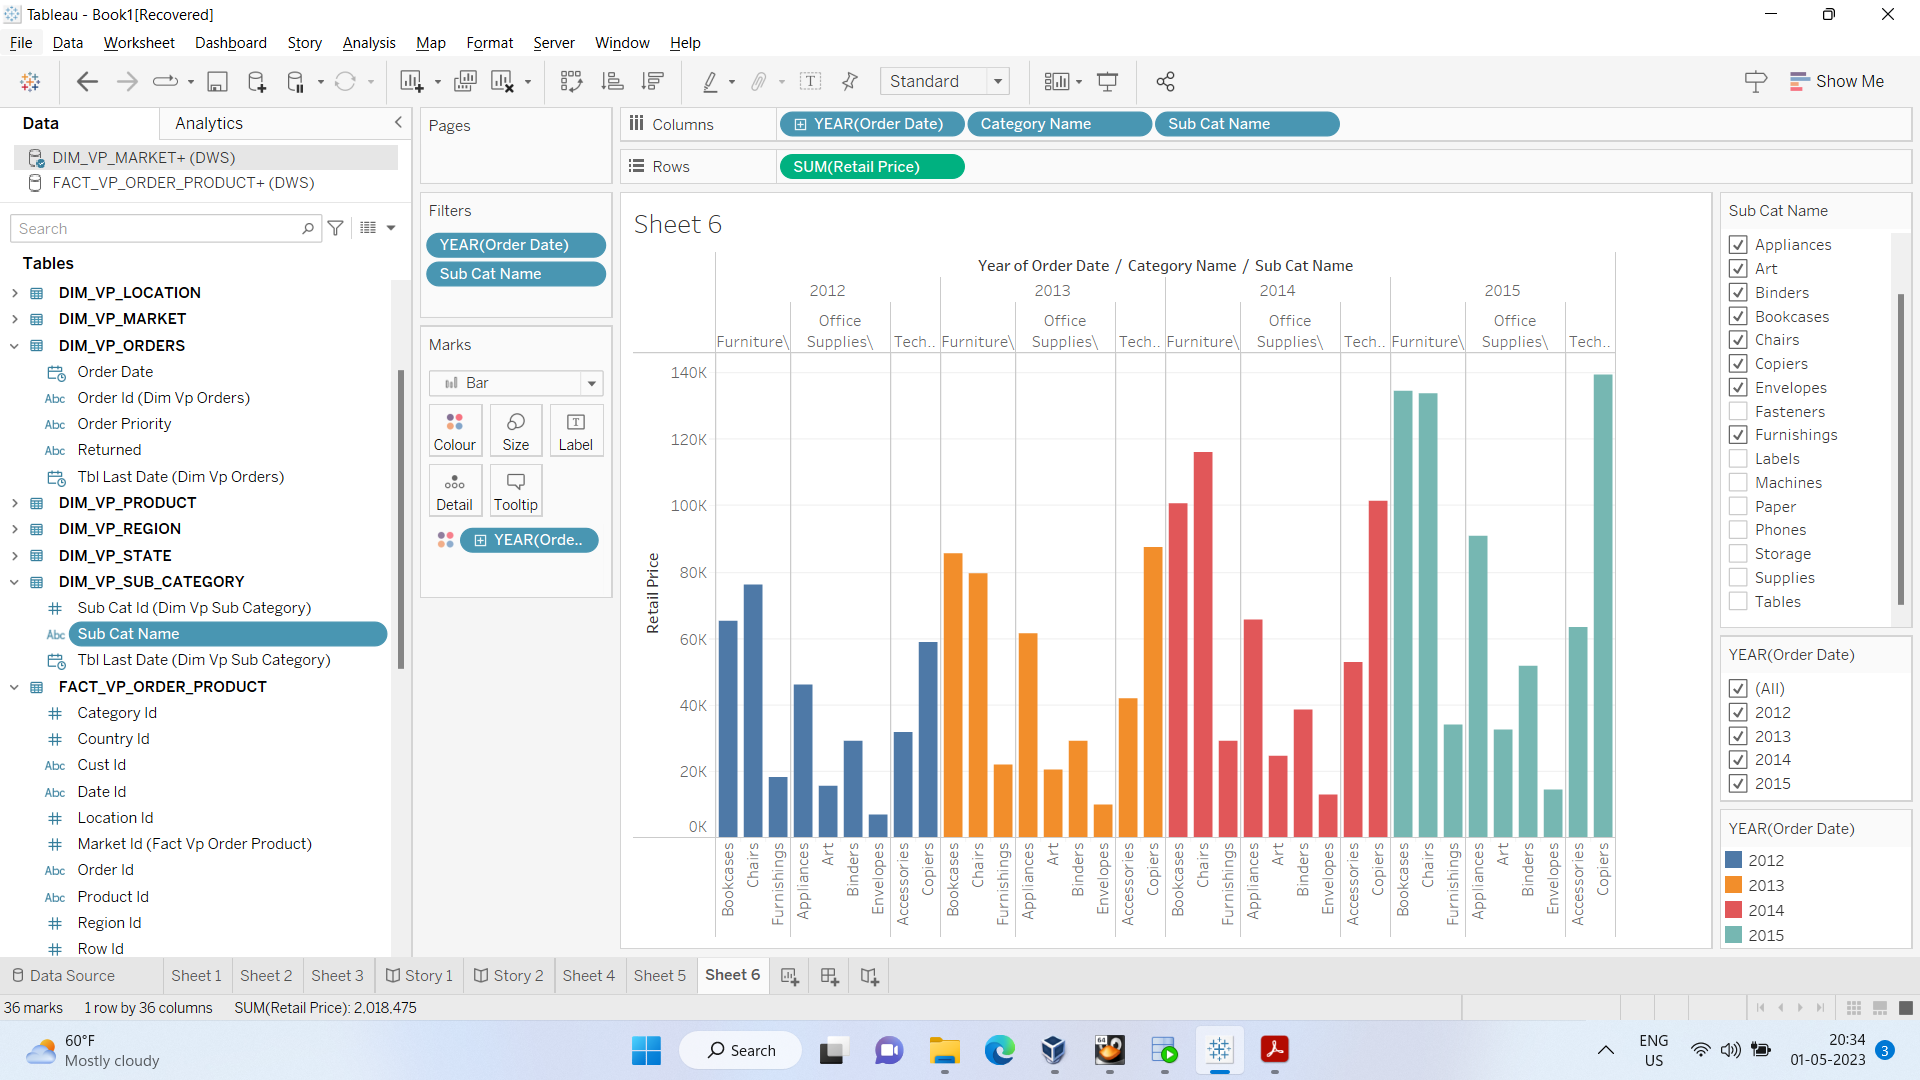 Tableau - Book1[Recovered]
File Data Worksheet Dashboard Story Analysis Map Format Server Window Help
Standard
Show Me
Data Analytics
DIM_VP_MARKET+ (DWS)
FACT_VP_ORDER_PRODUCT+ (DWS)
Search
Tables
DIM_VP_LOCATION
DIM_VP_MARKET
DIM_VP_ORDERS
Order Date
Abc Order Id (Dim Vp Orders)
Abc Order Priority
Abc Returned
Tbl Last Date (Dim Vp Orders)
DIM_VP_PRODUCT
DIM_VP_REGION
DIM_VP_STATE
DIM_VP_SUB_CATEGORY
# Sub Cat Id (Dim Vp Sub Category)
Abc Sub Cat Name
Tbl Last Date (Dim Vp Sub Category)
FACT_VP_ORDER_PRODUCT
# Category Id
# Country Id
Abc Cust Id
Abc Date Id
# Location Id
# Market Id (Fact Vp Order Product)
Abc Order Id
Abc Product Id
# Region Id
# Row Id
Pages
Filters
YEAR(Order Date)
Sub Cat Name
Marks
Bar
Colour Size Label
Detail Tooltip
YEAR(Orde..
Columns YEAR(Order Date) Category Name Sub Cat Name
Rows SUM(Retail Price)
Sheet 6
Year of Order Date / Category Name / Sub Cat Name
2012 2013 2014 2015
Office Office Office Office
Furniture\ Supplies\ Tech.. Furniture\ Supplies\ Tech.. Furniture\ Supplies\ Tech.. Furniture\ Supplies\ Tech..
140K
120K
100K
80K
60K
40K
20K
0K
Retail Price
Bookcases Chairs Furnishings Appliances Art Binders Envelopes Accessories Copiers Bookcases Chairs Furnishings Appliances Art Binders Envelopes Accessories Copiers Bookcases Chairs Furnishings Appliances Art Binders Envelopes Accessories Copiers Bookcases Chairs Furnishings Appliances Art Binders Envelopes Accessories Copiers
Sub Cat Name
Appliances
Art
Binders
Bookcases
Chairs
Copiers
Envelopes
Fasteners
Furnishings
Labels
Machines
Paper
Phones
Storage
Supplies
Tables
YEAR(Order Date)
(All)
2012
2013
2014
2015
YEAR(Order Date)
2012
2013
2014
2015
Data Source Sheet 1 Sheet 2 Sheet 3 Story 1 Story 2 Sheet 4 Sheet 5 Sheet 6
36 marks 1 row by 36 columns SUM(Retail Price): 2,018,475
60°F
Mostly cloudy
Search
64
ENG
US
20:34
01-05-2023
3